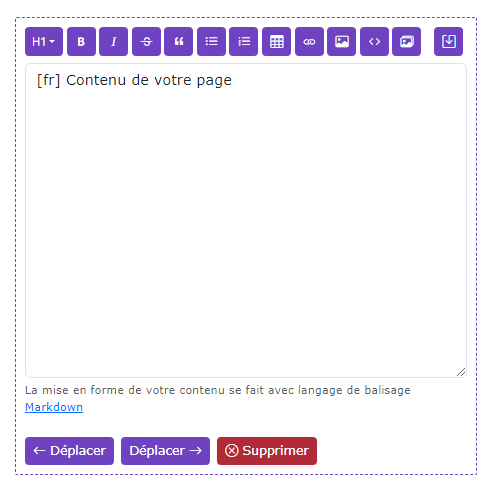 H1 B I S
[fr] Contenu de votre page
La mise en forme de votre contenu se fait avec langage de balisage
Markdown
← Déplacer Déplacer → Supprimer